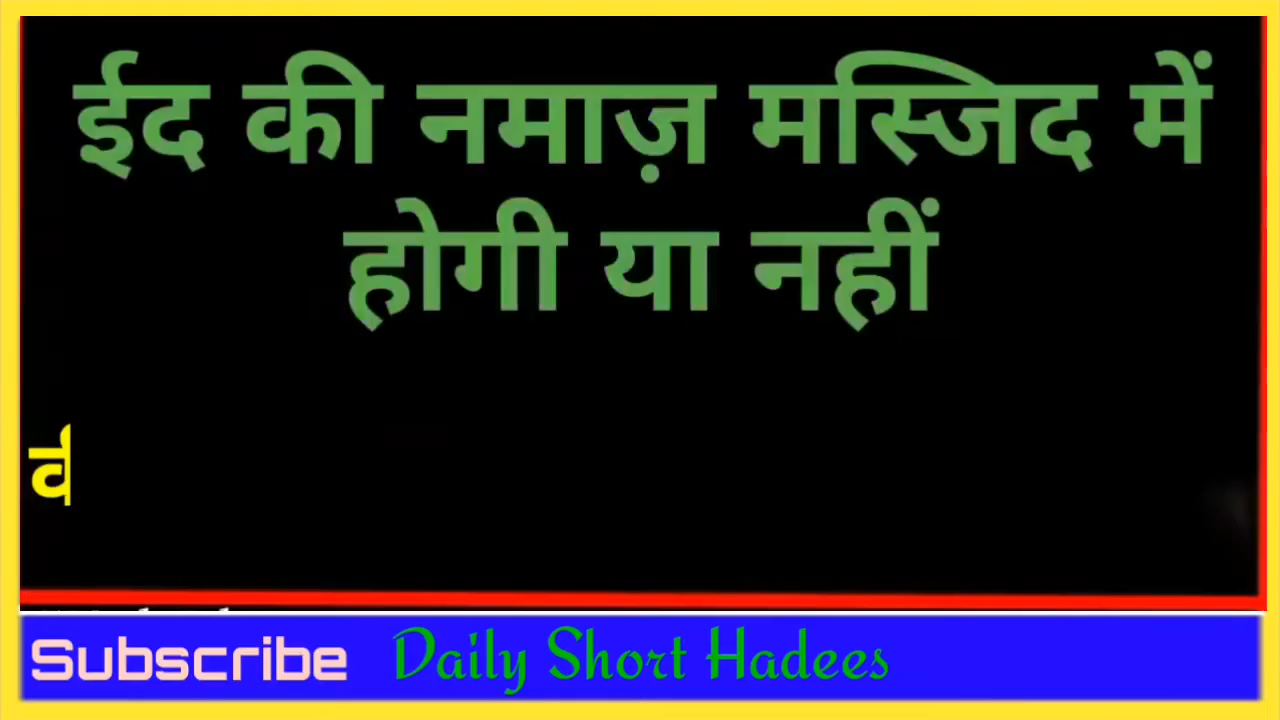 ईद की नमाज़ मस्जिद में
होगी या नहीं
Subscribe Daily Short Hadees